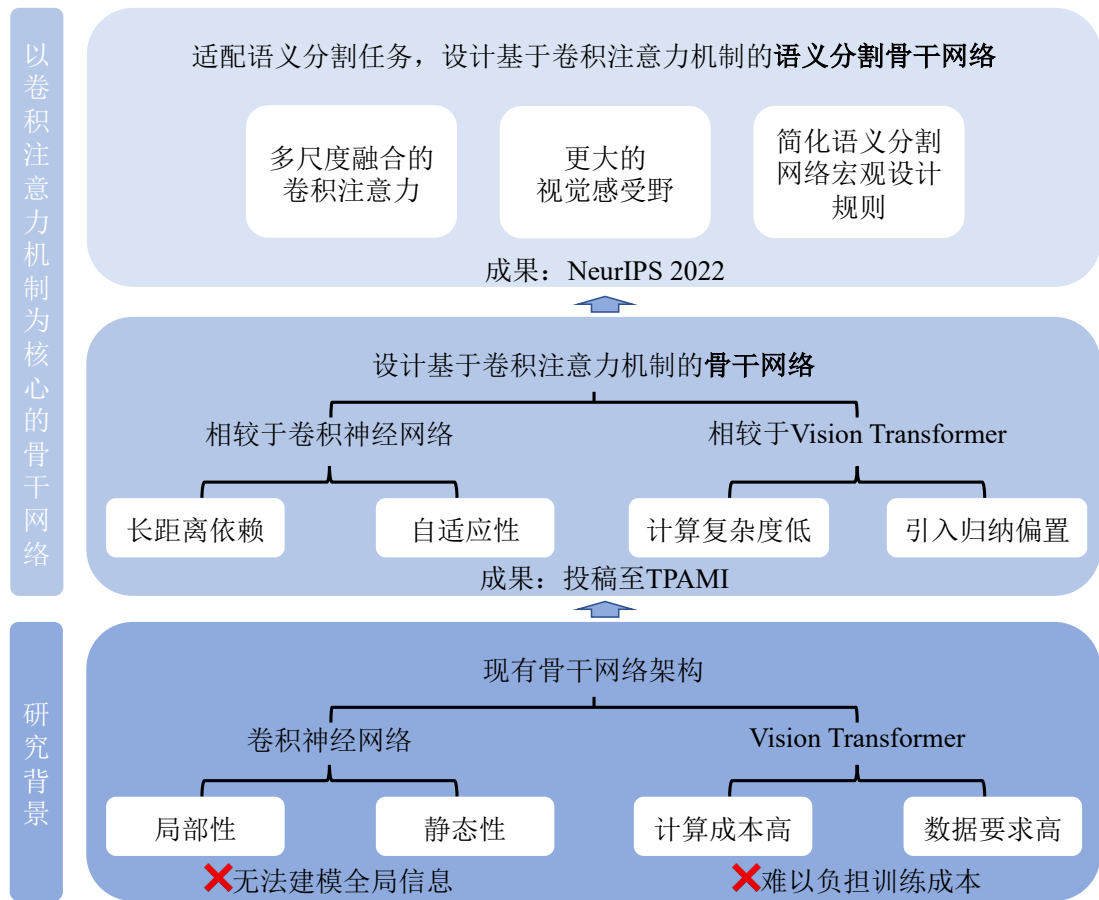 以卷积注意力机制为核心的骨干网络
适配语义分割任务，设计基于卷积注意力机制的语义分割骨干网络
多尺度融合的
卷积注意力
更大的
视觉感受野
简化语义分割
网络宏观设计
规则
成果：NeurIPS 2022
设计基于卷积注意力机制的骨干网络
相较于卷积神经网络
相较于Vision Transformer
长距离依赖
自适应性
计算复杂度低
引入归纳偏置
成果：投稿至TPAMI
研究背景
现有骨干网络架构
卷积神经网络
Vision Transformer
局部性
静态性
计算成本高
数据要求高
无法建模全局信息
难以负担训练成本